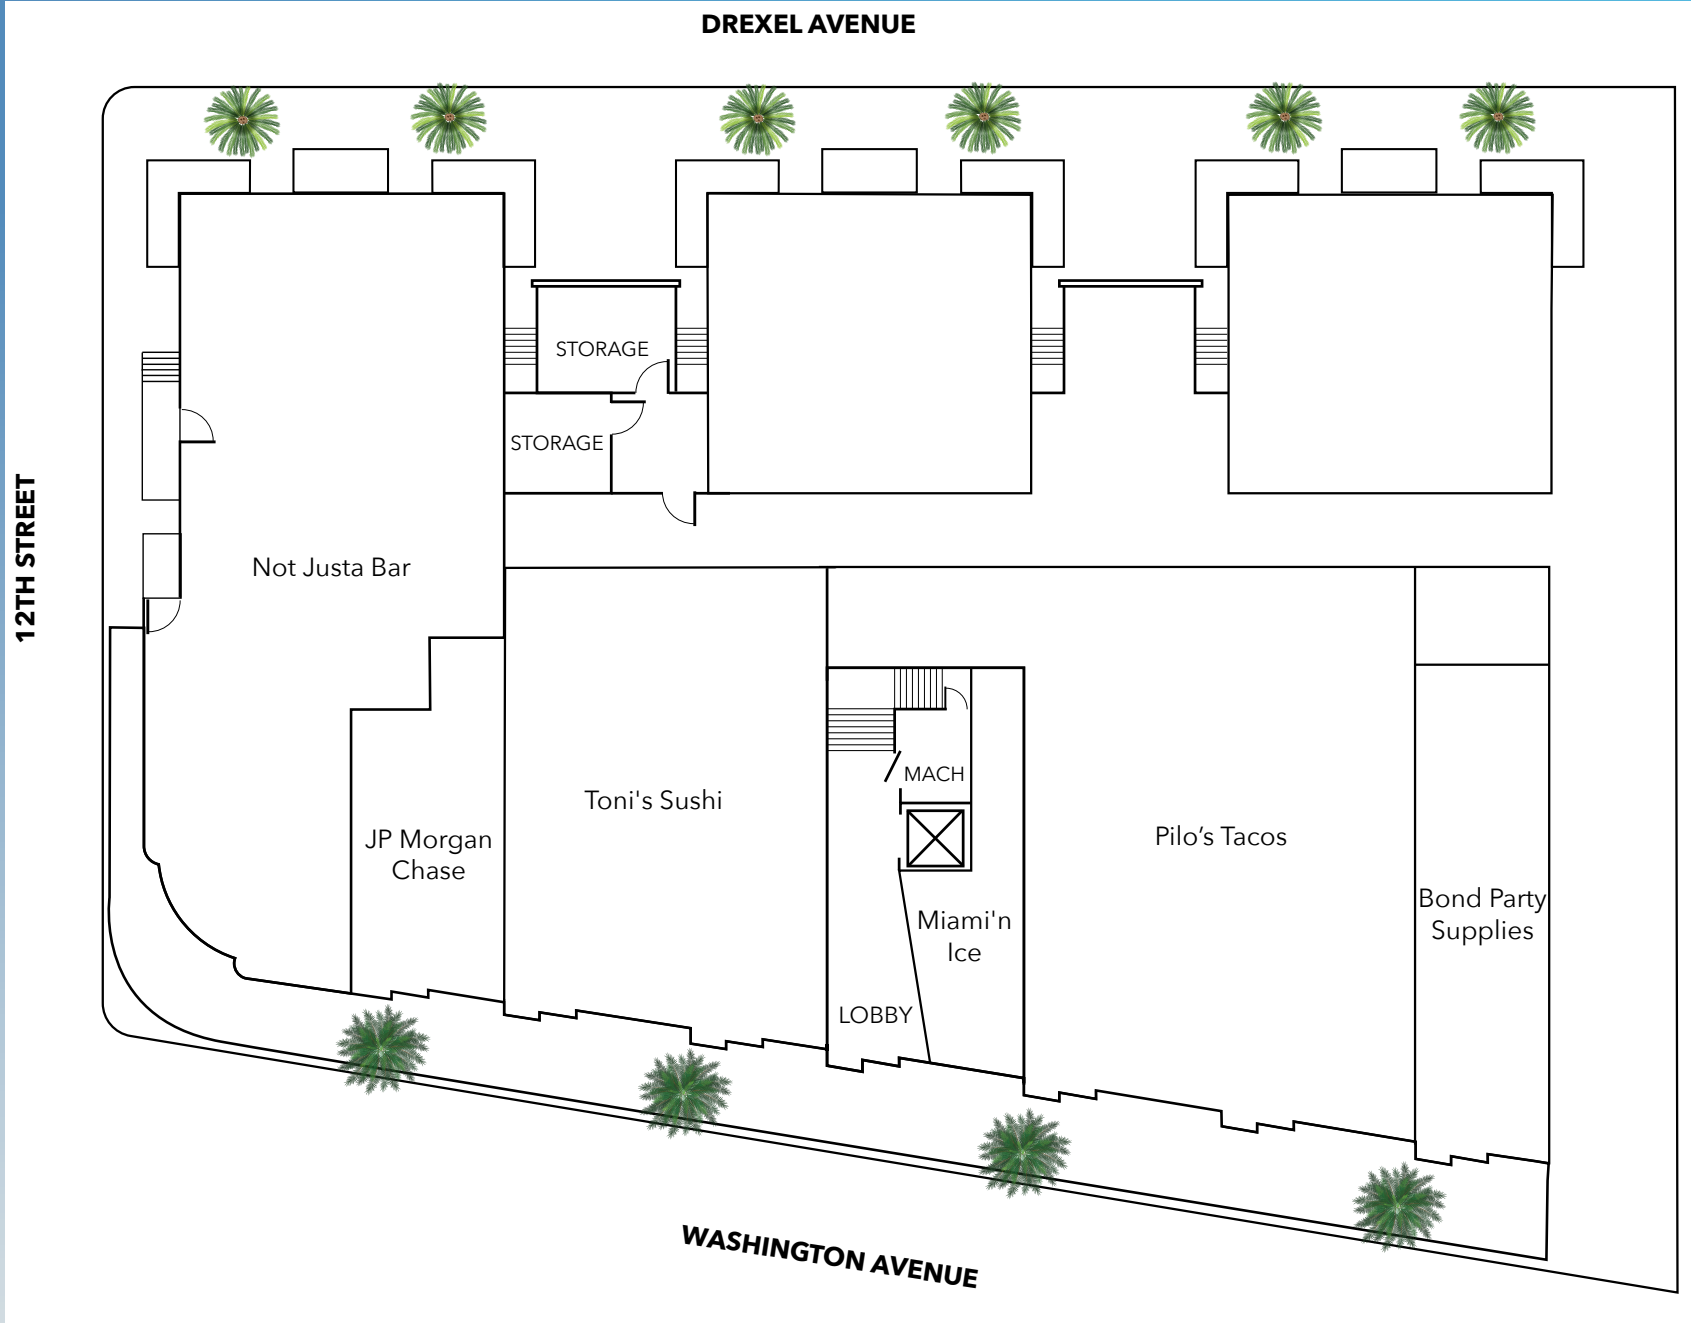 DREXEL AVENUE
STORAGE
STORAGE
12TH STREET
Not Justa Bar
MACH
Toni's Sushi
JP Morgan
Chase
Pilo’s Tacos
Miami'n
Ice
Bond Party
Supplies
LOBBY
WASHINGTON AVENUE